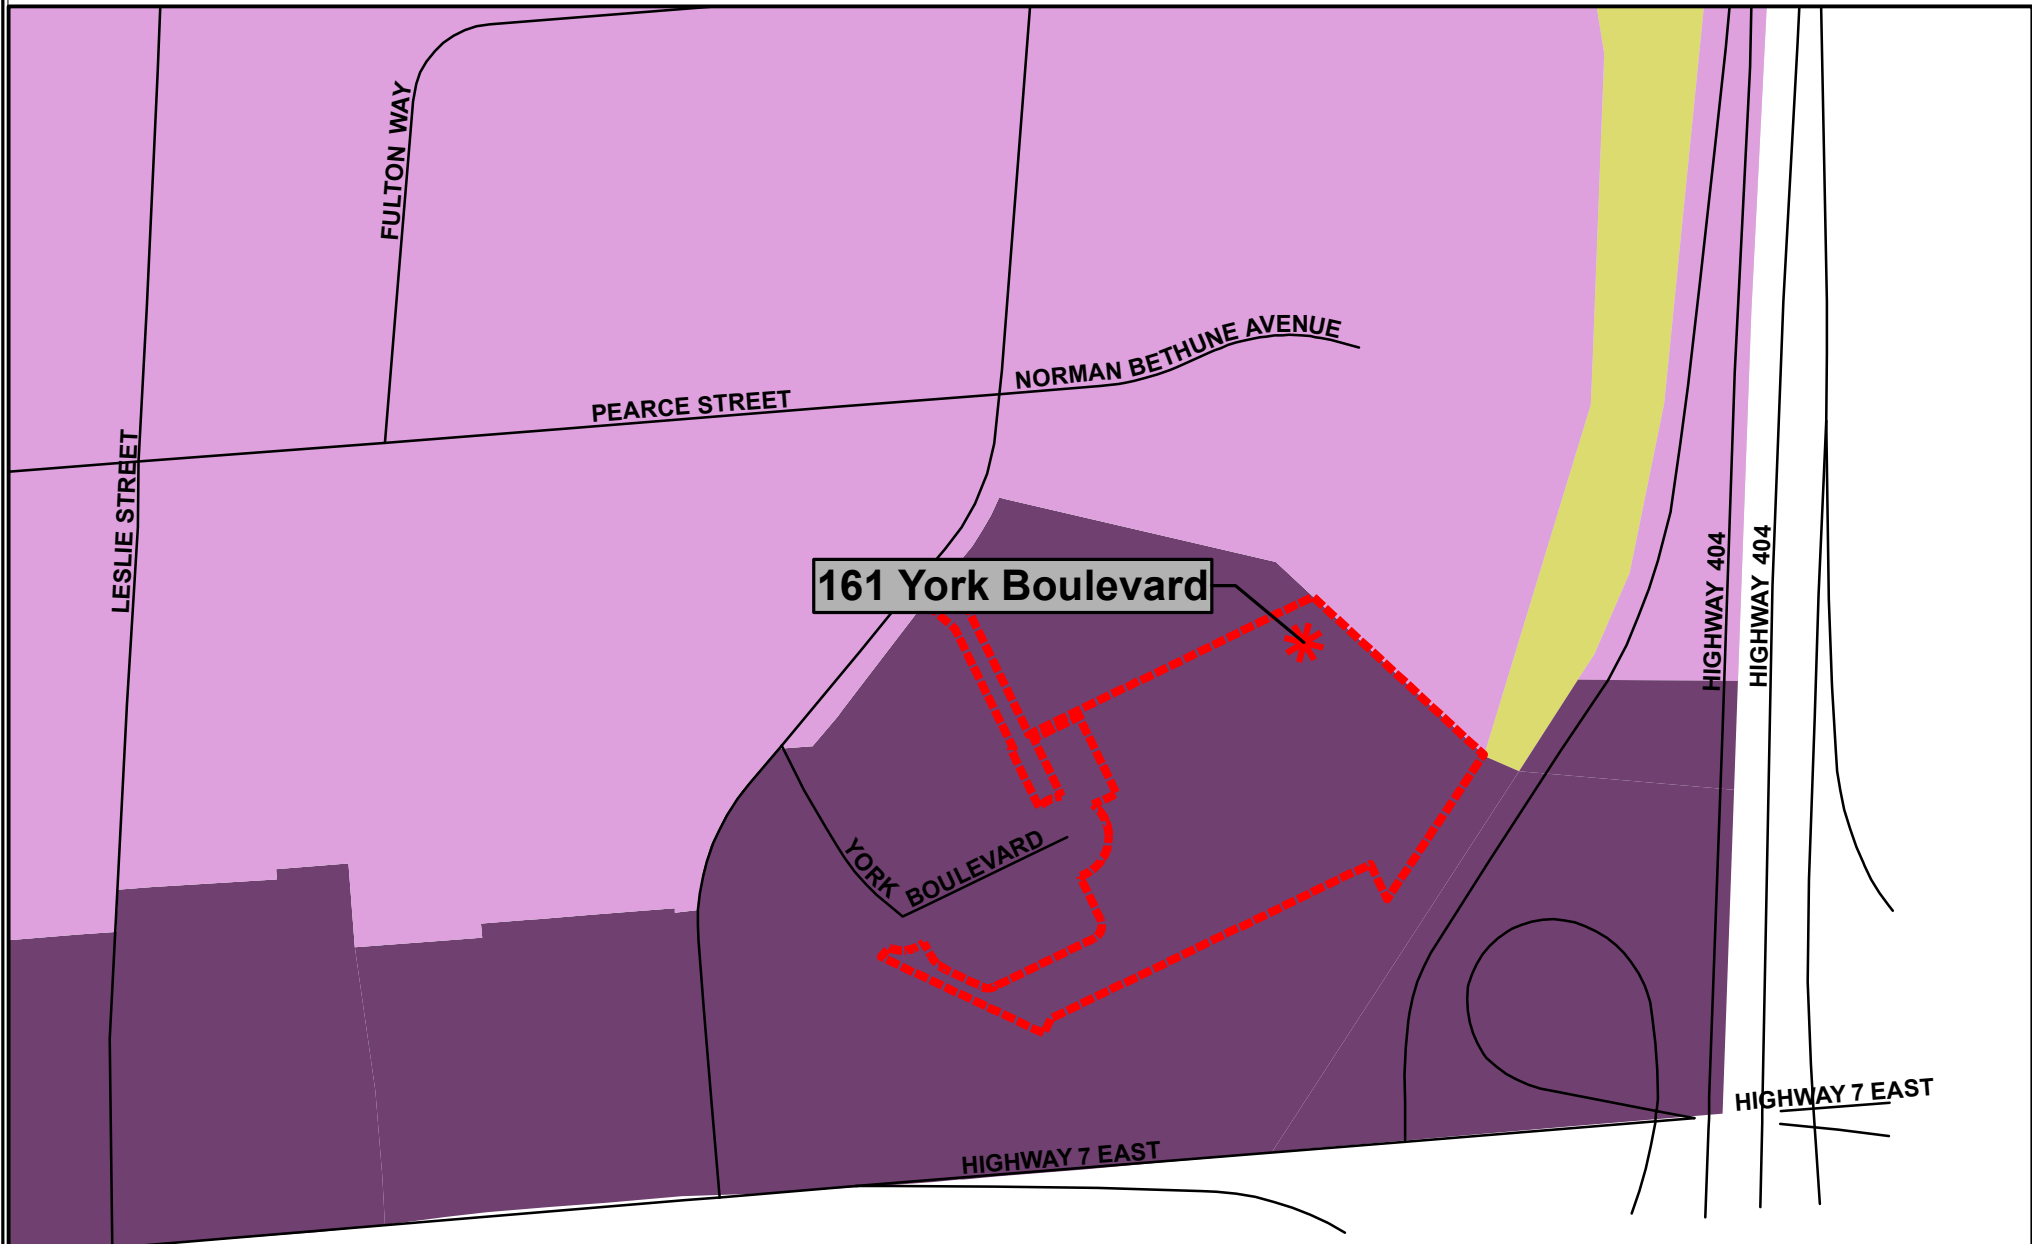 FULTON WAY
NORMAN BETHUNE AVENUE
PEARCE STREET
LESLIE STREET
161 York Boulevard
HIGHWAY 404
HIGHWAY 404
YORK BOULEVARD
HIGHWAY 7 EAST
HIGHWAY 7 EAST